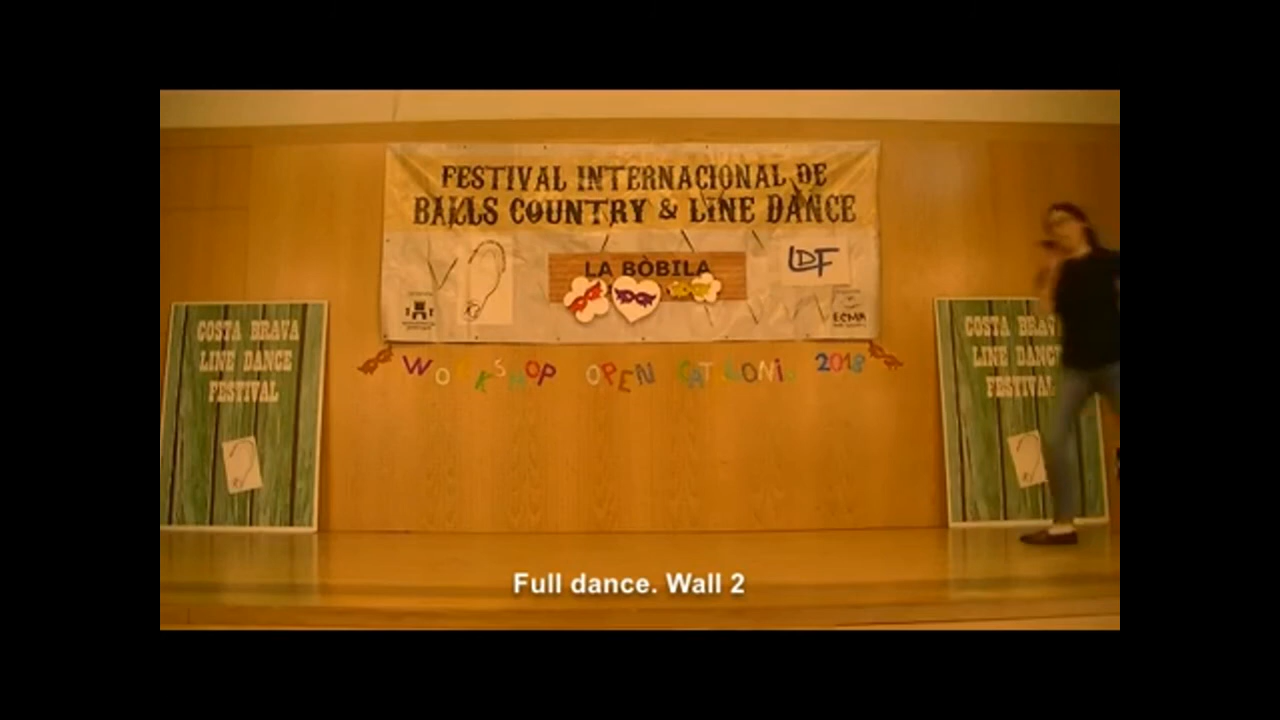 FESTIVAL INTERNACIONAL DE
BALLS COUNTRY & LINE DANCE
LA BÒBILA
LDF
ECMA
WORKSHOP OPEN CATALONIA 2018
COSTA BRAVA
LINE DANCE
FESTIVAL
COSTA BRAVA
LINE DANCE
FESTIVAL
Full dance. Wall 2